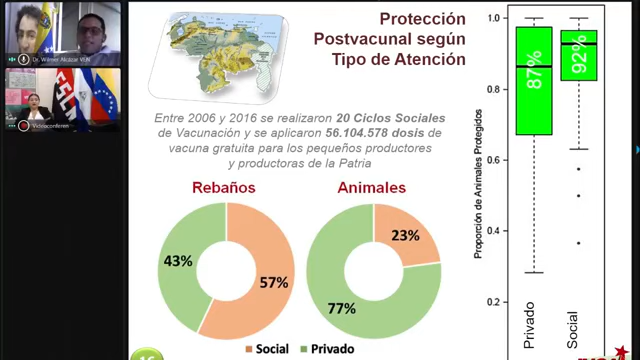 Dr. Wilmer Alcázar VEN
Videoconferen
Protección
Postvacunal según
Tipo de Atención
Entre 2006 y 2016 se realizaron 20 Ciclos Sociales
de Vacunación y se aplicaron 56.104.578 dosis de
vacuna gratuita para los pequeños productores
y productoras de la Patria
Rebaños
Animales
43%
57%
23%
77%
Social
Privado
16
Proporción de Animales Protegidos
1.0
0.8
0.6
0.4
0.2
87%
92%
Privado
Social